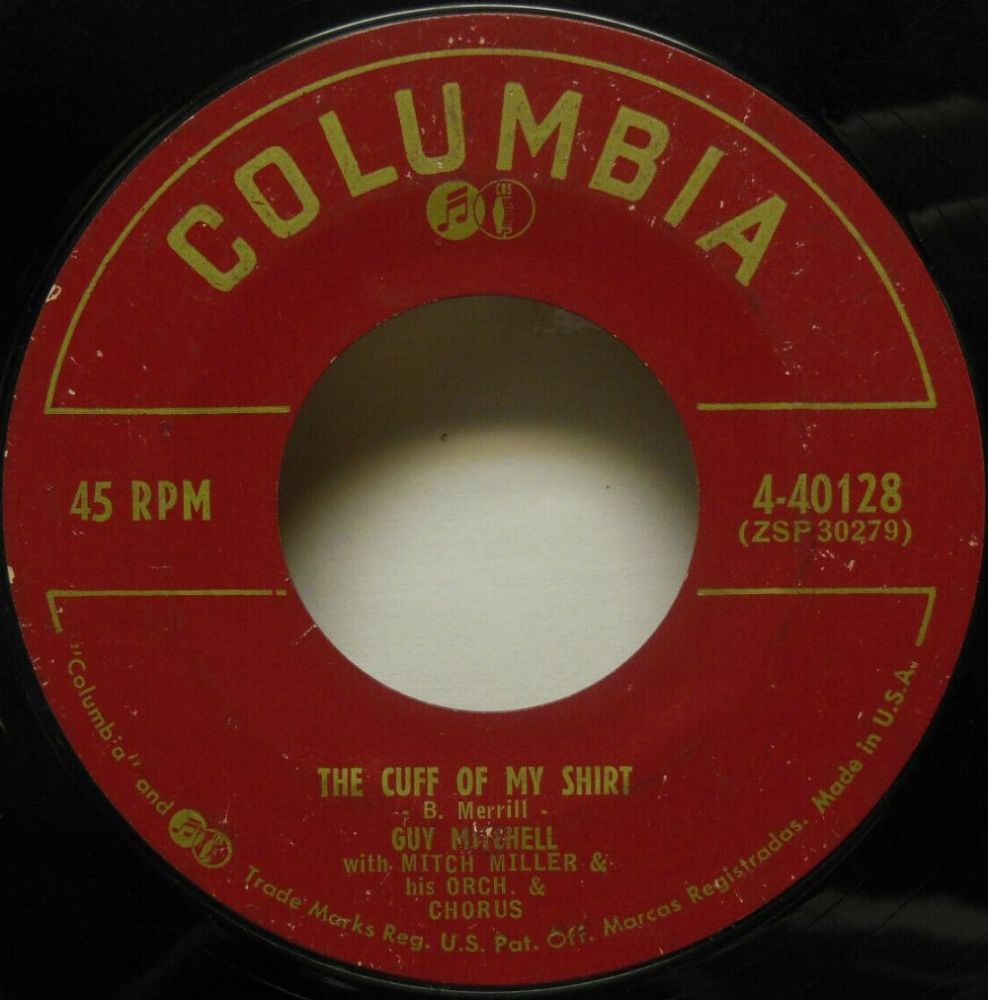 COLUMBIA
CBS
45 RPM
4-40128
(ZSP 30279)
THE CUFF OF MY SHIRT
- B. Merrill -
GUY MITCHELL
with MITCH MILLER &
his ORCH. &
CHORUS
"Columbia" and Trade Marks Reg. U.S. Pat. Off. Marcas Registradas. Made in U.S.A.